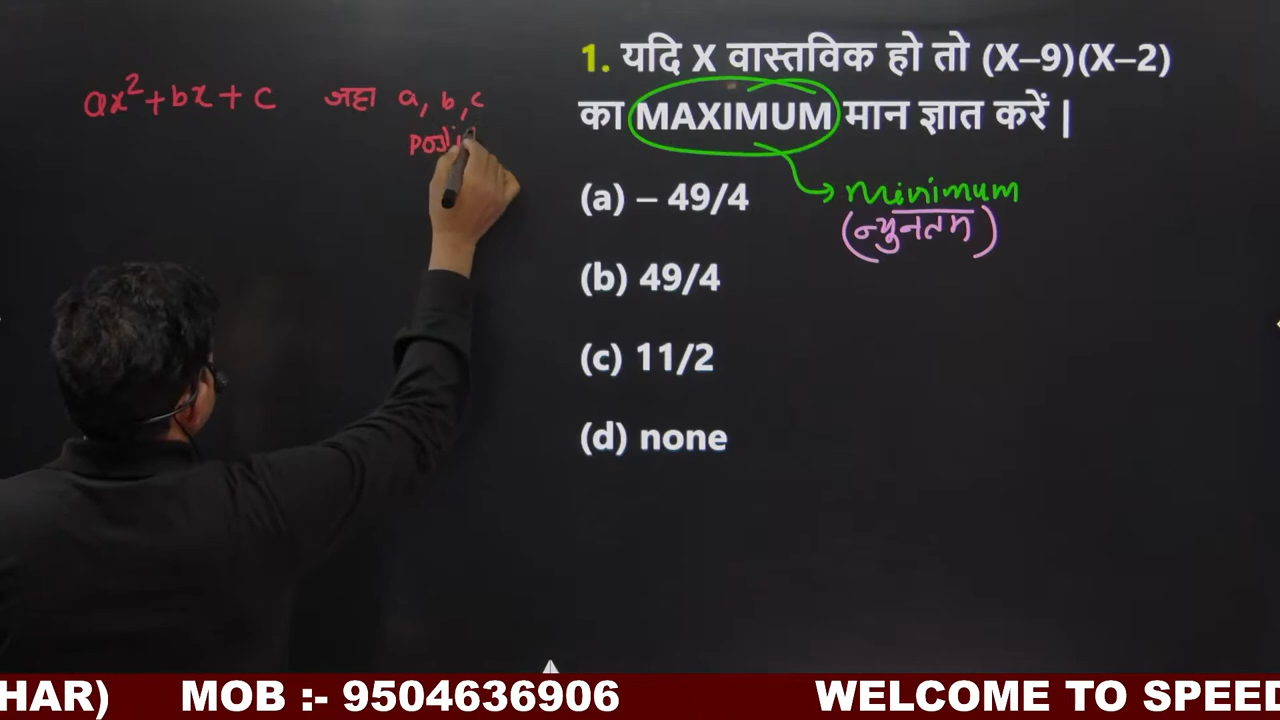 ax²+bx+c जहा a, b, c
1. यदि X वास्तविक हो तो (X–9)(X–2)
का MAXIMUM मान ज्ञात करें |
minimum
(न्युनतम)
(a) – 49/4
(b) 49/4
(c) 11/2
(d) none
HAR) MOB :- 9504636906 WELCOME TO SPEED